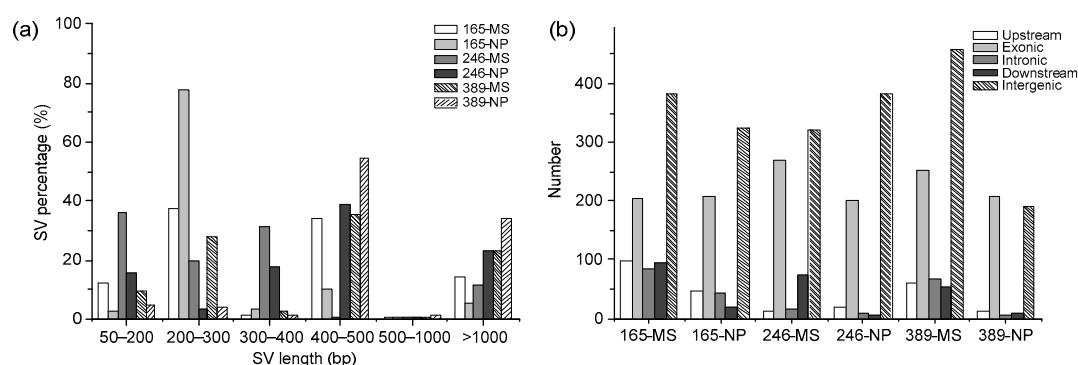 (a)
100
80
60
40
20
0
SV percentage (%)
165-MS
165-NP
246-MS
246-NP
389-MS
389-NP
50–200
200–300
300–400
400–500
500–1000
>1000
SV length (bp)
(b)
400
300
200
100
0
Number
Upstream
Exonic
Intronic
Downstream
Intergenic
165-MS
165-NP
246-MS
246-NP
389-MS
389-NP